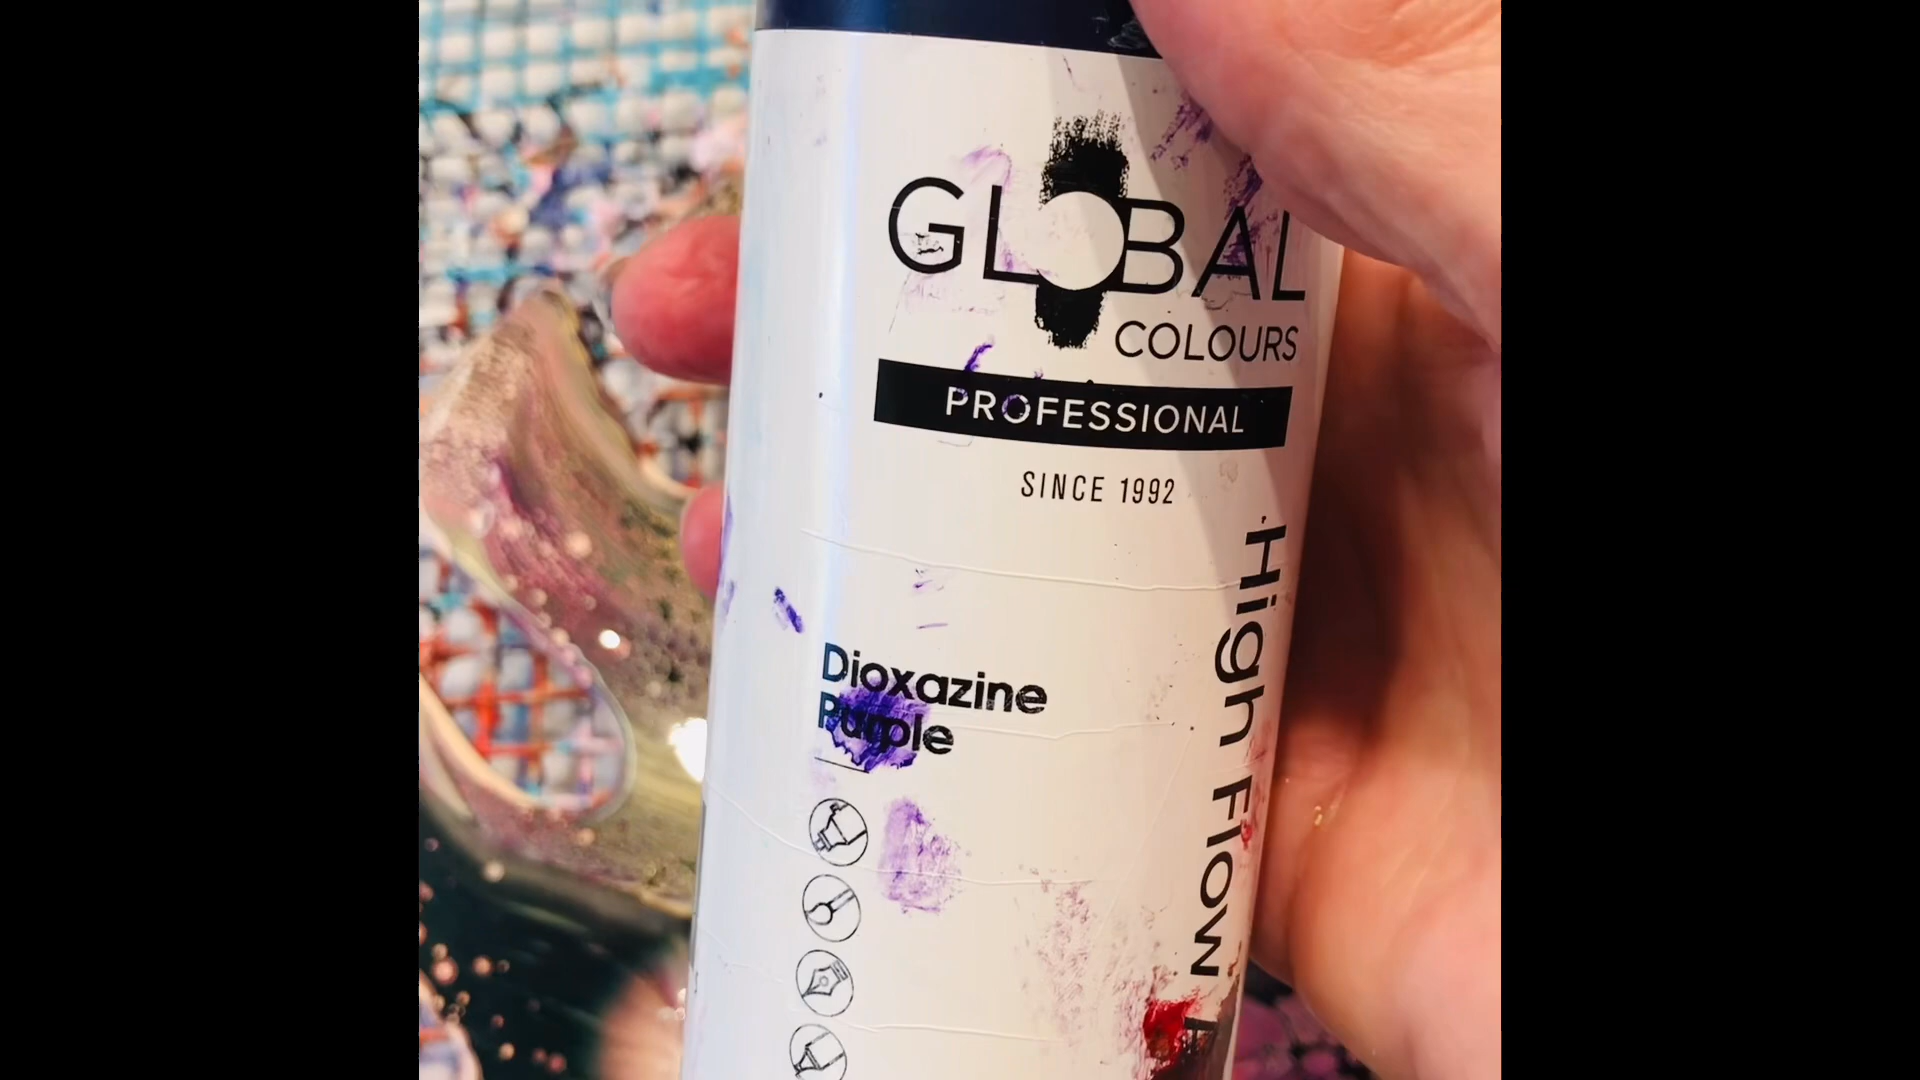 GLOBAL
COLOURS
PROFESSIONAL
SINCE 1992
High Flow
Dioxazine
Purple